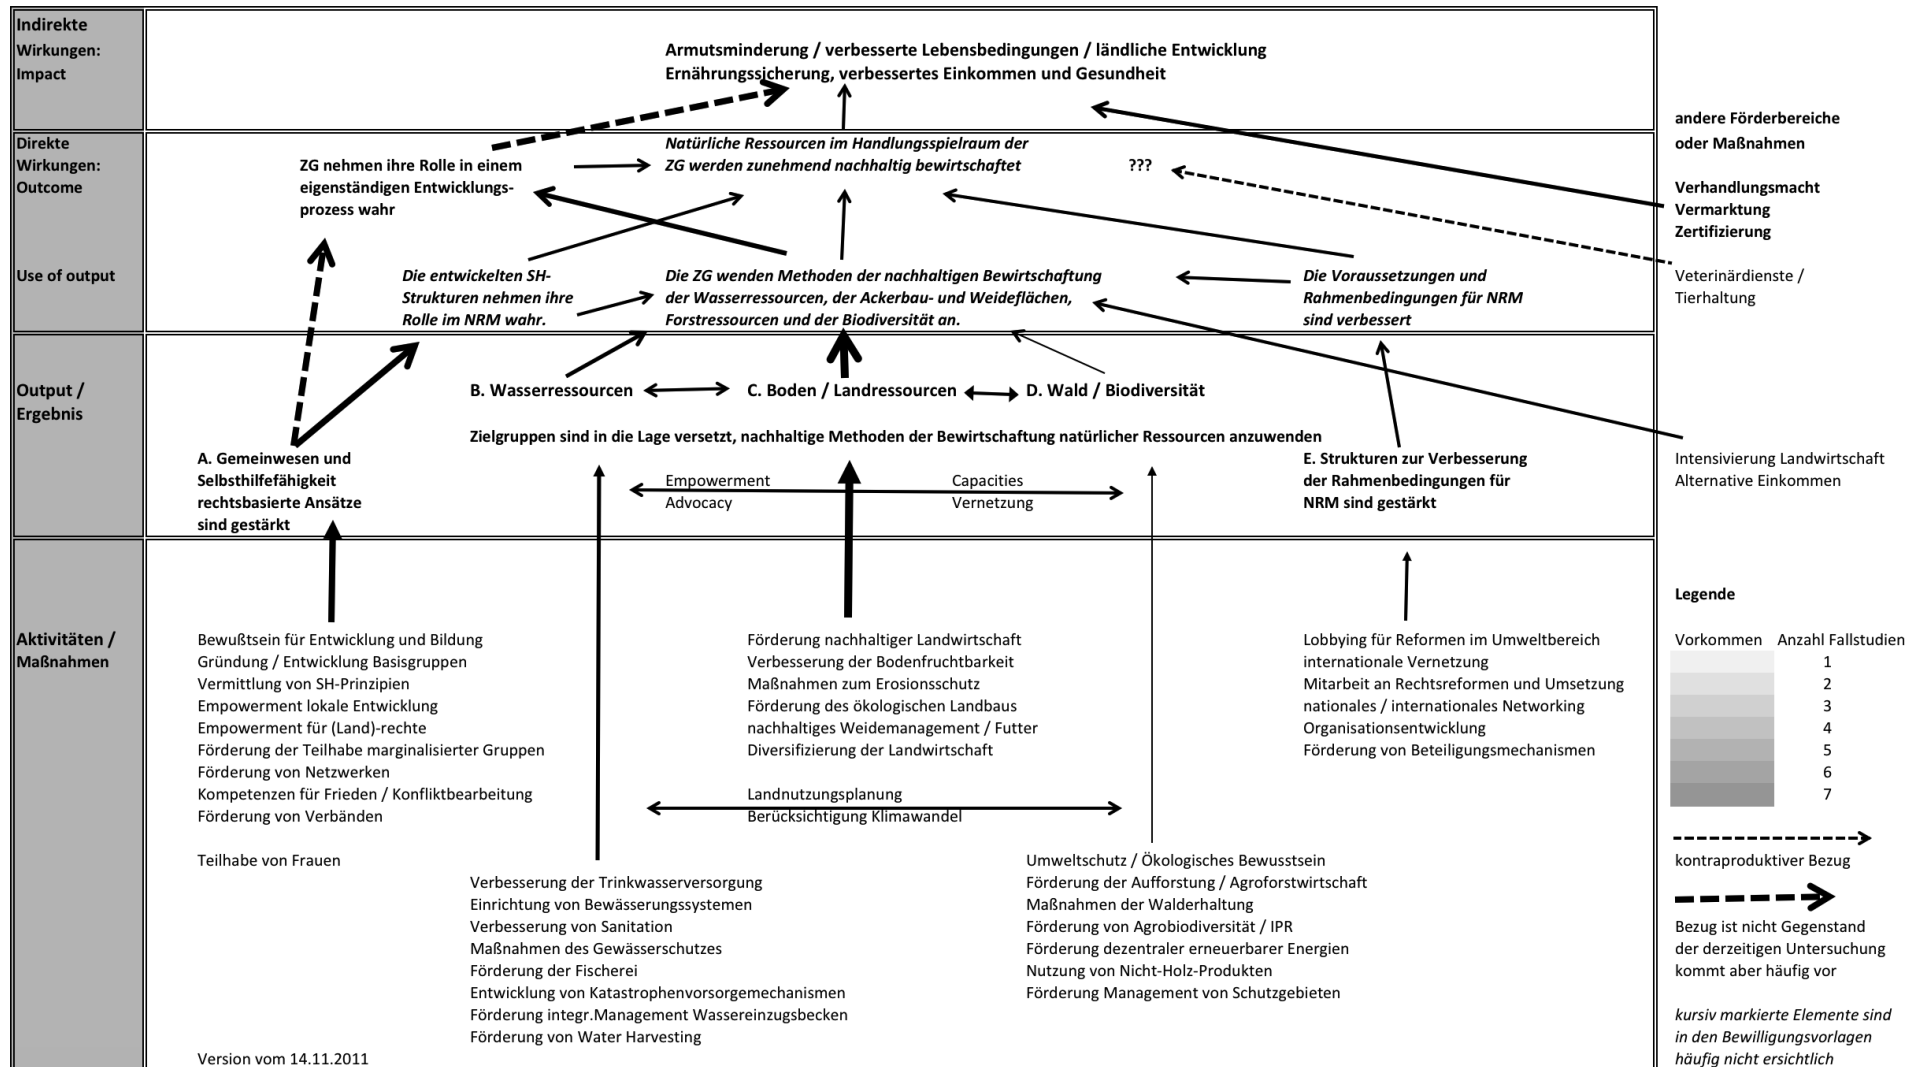 Indirekte
Wirkungen:
Impact
Armutsminderung / verbesserte Lebensbedingungen / ländliche Entwicklung
Ernährungssicherung, verbessertes Einkommen und Gesundheit
andere Förderbereiche
oder Maßnahmen
Direkte
Wirkungen:
Outcome
ZG nehmen ihre Rolle in einem
eigenständigen Entwicklungs-
prozess wahr
Natürliche Ressourcen im Handlungsspielraum der
ZG werden zunehmend nachhaltig bewirtschaftet
???
Verhandlungsmacht
Vermarktung
Zertifizierung
Use of output
Die entwickelten SH-
Strukturen nehmen ihre
Rolle im NRM wahr.
Die ZG wenden Methoden der nachhaltigen Bewirtschaftung
der Wasserressourcen, der Ackerbau- und Weideflächen,
Forstressourcen und der Biodiversität an.
Die Voraussetzungen und
Rahmenbedingungen für NRM
sind verbessert
Veterinärdienste /
Tierhaltung
Output /
Ergebnis
B. Wasserressourcen
C. Boden / Landressourcen
D. Wald / Biodiversität
Zielgruppen sind in die Lage versetzt, nachhaltige Methoden der Bewirtschaftung natürlicher Ressourcen anzuwenden
A. Gemeinwesen und
Selbsthilfefähigkeit
rechtsbasierte Ansätze
sind gestärkt
Empowerment
Advocacy
Capacities
Vernetzung
E. Strukturen zur Verbesserung
der Rahmenbedingungen für
NRM sind gestärkt
Intensivierung Landwirtschaft
Alternative Einkommen
Aktivitäten /
Maßnahmen
Bewußtsein für Entwicklung und Bildung
Gründung / Entwicklung Basisgruppen
Vermittlung von SH-Prinzipien
Empowerment lokale Entwicklung
Empowerment für (Land)-rechte
Förderung der Teilhabe marginalisierter Gruppen
Förderung von Netzwerken
Kompetenzen für Frieden / Konfliktbearbeitung
Förderung von Verbänden
Teilhabe von Frauen
Förderung nachhaltiger Landwirtschaft
Verbesserung der Bodenfruchtbarkeit
Maßnahmen zum Erosionsschutz
Förderung des ökologischen Landbaus
nachhaltiges Weidemanagement / Futter
Diversifizierung der Landwirtschaft
Landnutzungsplanung
Berücksichtigung Klimawandel
Lobbying für Reformen im Umweltbereich
internationale Vernetzung
Mitarbeit an Rechtsreformen und Umsetzung
nationales / internationales Networking
Organisationsentwicklung
Förderung von Beteiligungsmechanismen
Verbesserung der Trinkwasserversorgung
Einrichtung von Bewässerungssystemen
Verbesserung von Sanitation
Maßnahmen des Gewässerschutzes
Förderung der Fischerei
Entwicklung von Katastrophenvorsorgemechanismen
Förderung integr.Management Wassereinzugsbecken
Förderung von Water Harvesting
Umweltschutz / Ökologisches Bewusstsein
Förderung der Aufforstung / Agroforstwirtschaft
Maßnahmen der Walderhaltung
Förderung von Agrobiodiversität / IPR
Förderung dezentraler erneuerbarer Energien
Nutzung von Nicht-Holz-Produkten
Förderung Management von Schutzgebieten
Version vom 14.11.2011
Legende
Vorkommen Anzahl Fallstudien
1
2
3
4
5
6
7
kontraproduktiver Bezug
Bezug ist nicht Gegenstand
der derzeitigen Untersuchung
kommt aber häufig vor
kursiv markierte Elemente sind
in den Bewilligungsvorlagen
häufig nicht ersichtlich